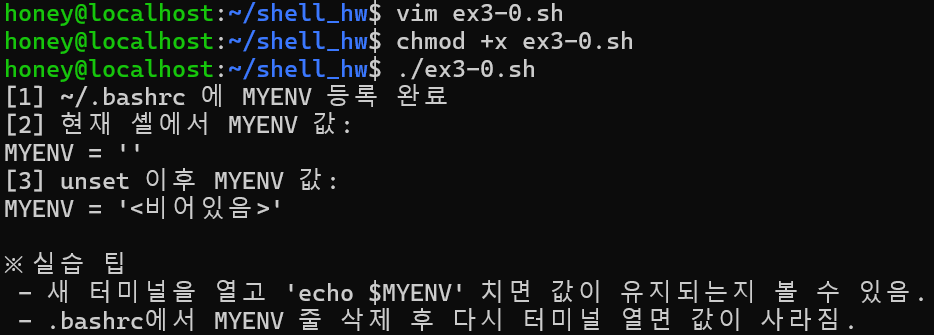 honey@localhost:~/shell_hw$ vim ex3-0.sh
honey@localhost:~/shell_hw$ chmod +x ex3-0.sh
honey@localhost:~/shell_hw$ ./ex3-0.sh
[1] ~/.bashrc 에 MYENV 등록 완료
[2] 현재 셸에서 MYENV 값:
MYENV = ''
[3] unset 이후 MYENV 값:
MYENV = '<비어있음>'
※ 실습 팁
 - 새 터미널을 열고 'echo $MYENV' 치면 값이 유지되는지 볼 수 있음.
 - .bashrc에서 MYENV 줄 삭제 후 다시 터미널 열면 값이 사라짐.